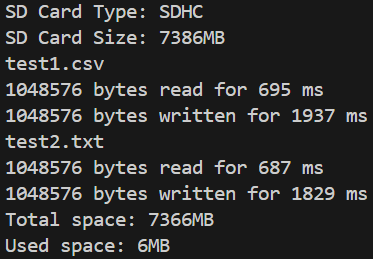 SD Card Type: SDHC
SD Card Size: 7386MB
test1.csv
1048576 bytes read for 695 ms
1048576 bytes written for 1937 ms
test2.txt
1048576 bytes read for 687 ms
1048576 bytes written for 1829 ms
Total space: 7366MB
Used space: 6MB